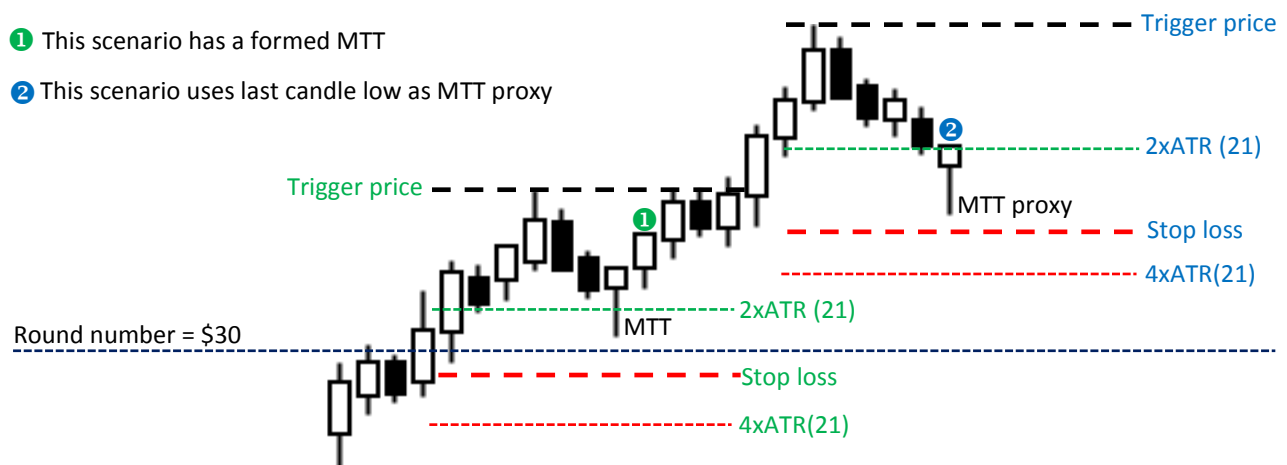 ❶ This scenario has a formed MTT
❷ This scenario uses last candle low as MTT proxy
Trigger price
❷
2xATR (21)
MTT proxy
Stop loss
4xATR(21)
Trigger price
❶
2xATR (21)
MTT
Round number = $30
Stop loss
4xATR(21)